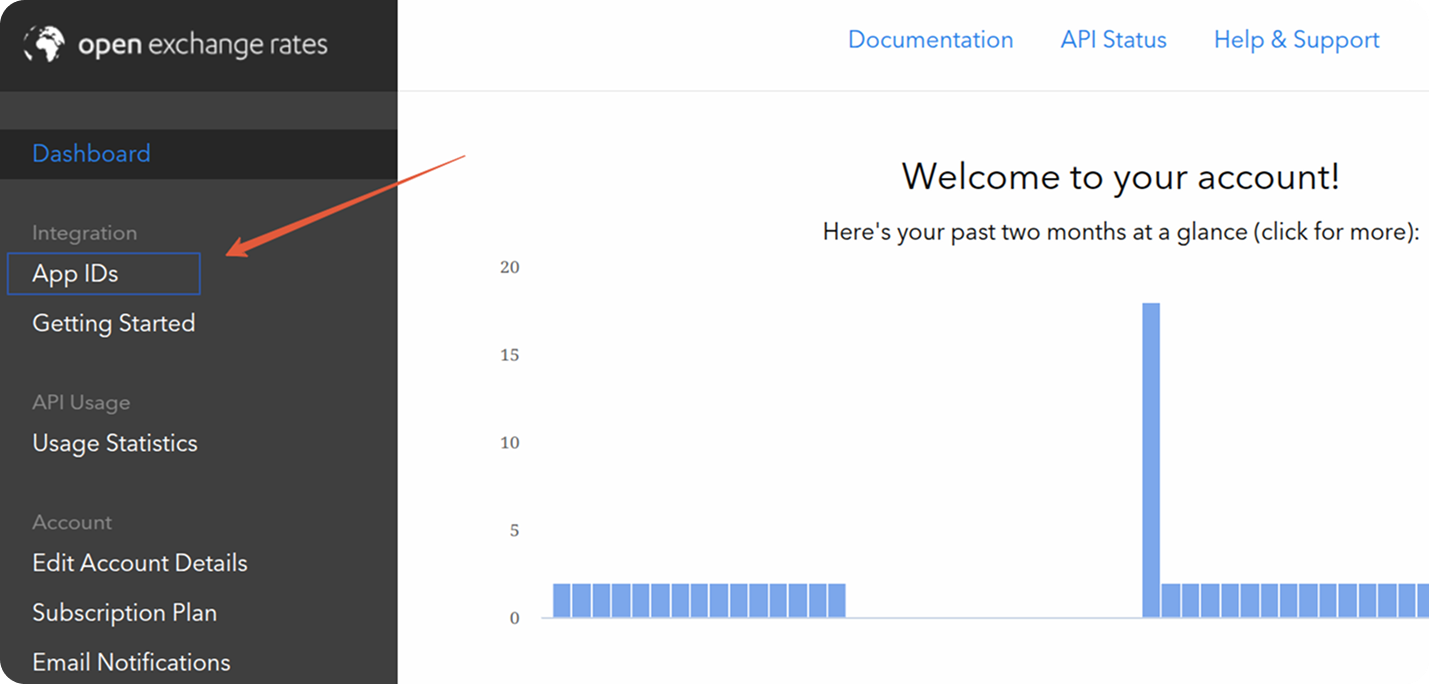 open exchange rates
Documentation
API Status
Help & Support
Dashboard
Integration
App IDs
Getting Started
API Usage
Usage Statistics
Account
Edit Account Details
Subscription Plan
Email Notifications
Welcome to your account!
Here's your past two months at a glance (click for more):
20
15
10
5
0